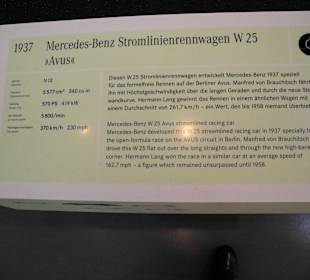 1937 Mercedes-Benz Stromlinienrennwagen W 25
»Avus«
V 12
5 577 cm³ 340 cu in
570 PS 419 kW
5 800/min
370 km/h 230 mph
Diesen W 25 Stromlinienrennwagen entwickelt Mercedes-Benz 1937 speziell
für das formelfreie Rennen auf der Berliner Avus. Manfred von Brauchitsch fährt
ihn mit Höchstgeschwindigkeit über die langen Geraden und durch die neue
wandkurve. Hermann Lang gewinnt das Rennen in einem ähnlichen Wagen mit
einem Durchschnitt von 261,7 km/h – ein Wert, der bis 1958 niemand überbietet
Mercedes-Benz W 25 Avus streamlined racing car
Mercedes-Benz developed this W 25 streamlined racing car in 1937 specially for
the open-formula race on the AVUS circuit in Berlin. Manfred von Brauchitsch
drove this W 25 flat out over the long straights and through the new high-banked
corner. Hermann Lang won the race in a similar car at an average speed of
162.7 mph – a figure which remained unsurpassed until 1958.